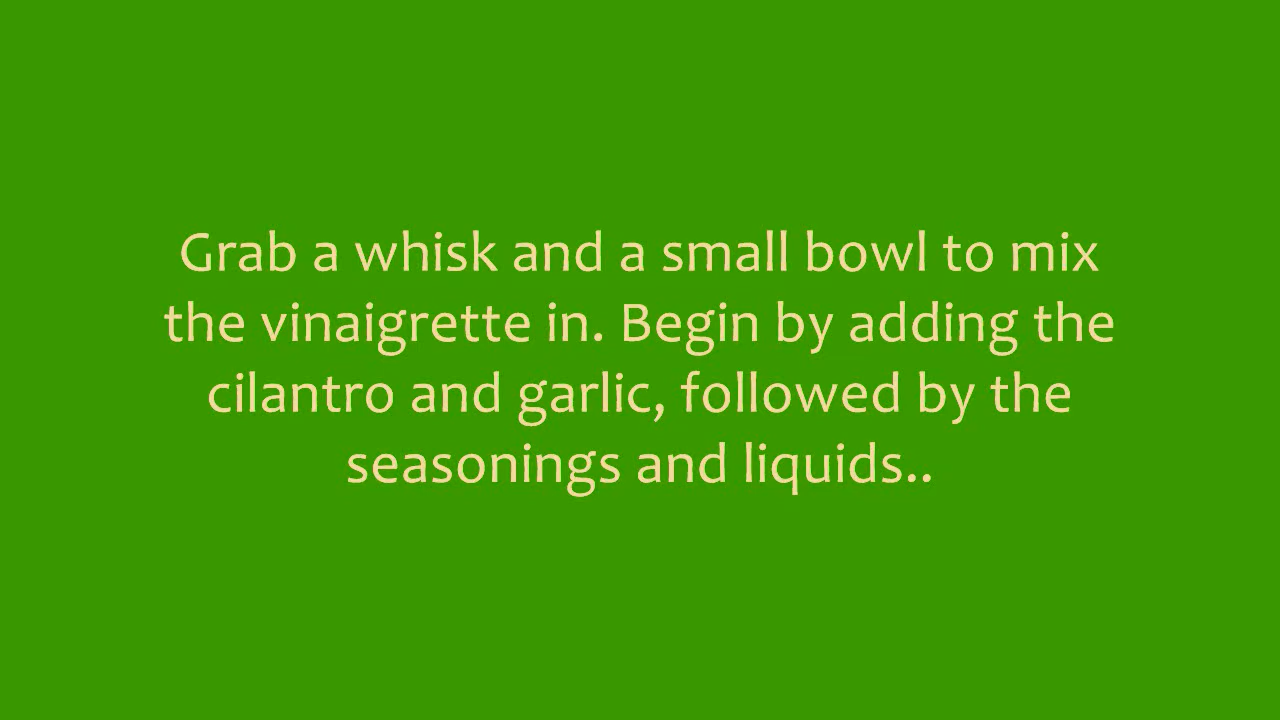 Grab a whisk and a small bowl to mix
the vinaigrette in. Begin by adding the
cilantro and garlic, followed by the
seasonings and liquids..